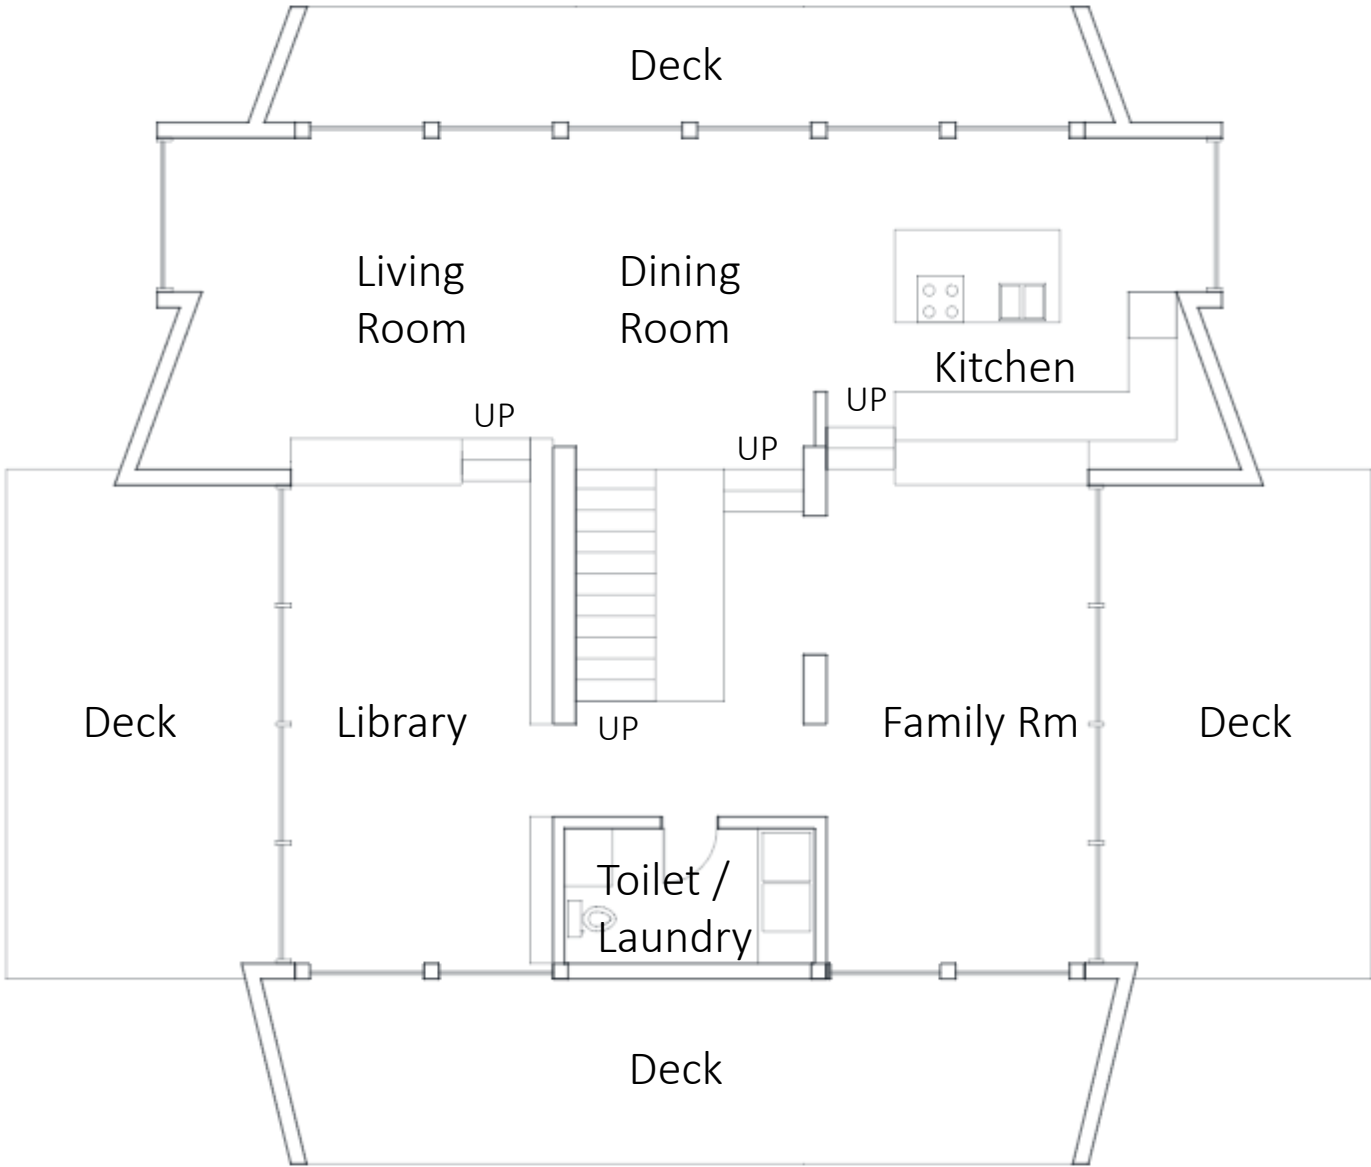 Deck
Living
Room
Dining
Room
Kitchen
UP
UP
UP
Deck
Library
UP
Family Rm
Deck
Toilet /
Laundry
Deck